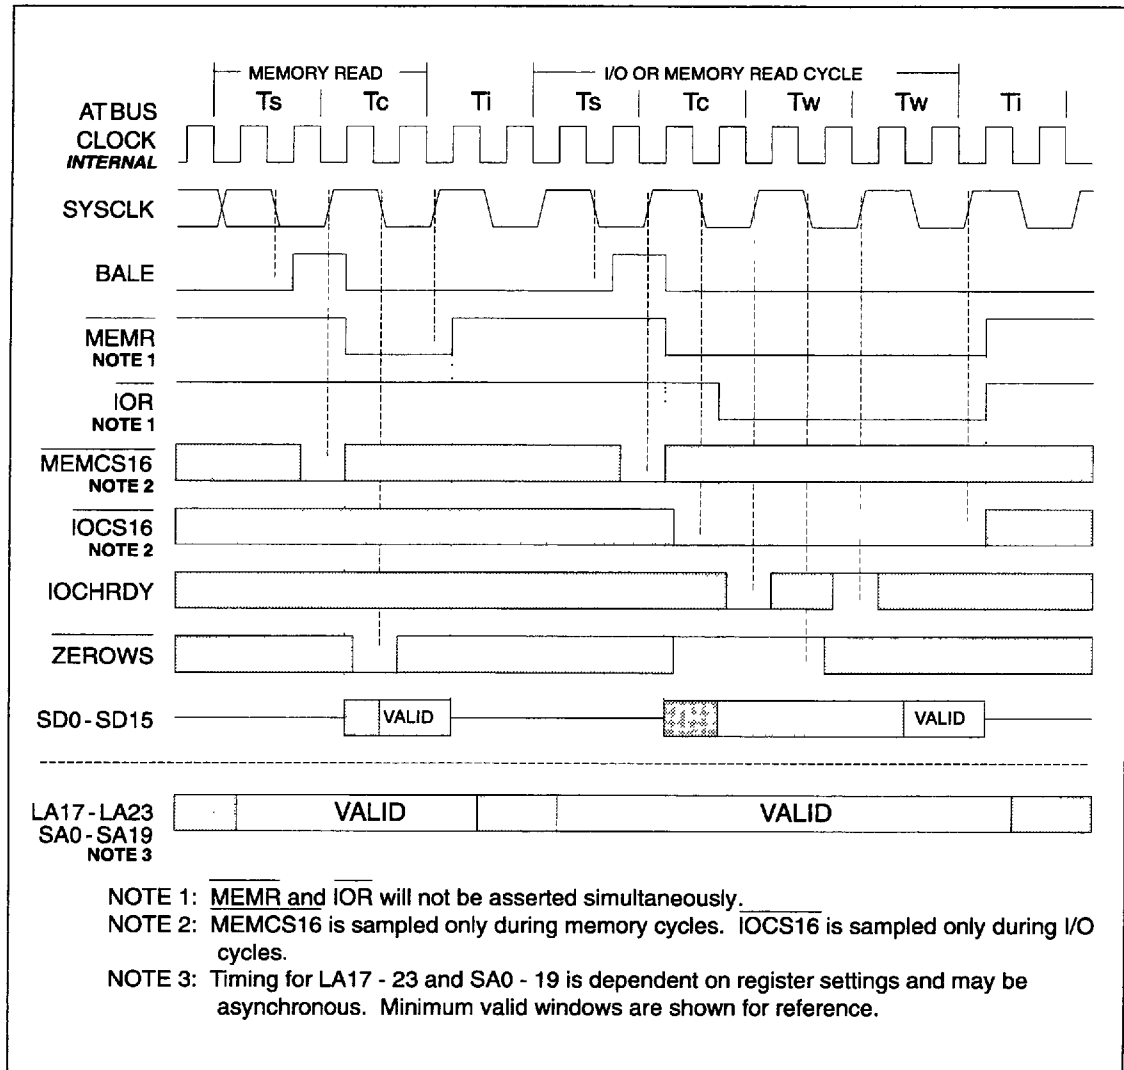 MEMORY READ
I/O OR MEMORY READ CYCLE
Ts Tc Ti Ts Tc Tw Tw Ti
AT BUS
CLOCK
INTERNAL
SYSCLK
BALE
MEMR
NOTE 1
IOR
NOTE 1
MEMCS16
NOTE 2
IOCS16
NOTE 2
IOCHRDY
ZEROWS
SD0 - SD15
VALID
VALID
LA17 - LA23
SA0 - SA19
NOTE 3
VALID
VALID
NOTE 1: MEMR and IOR will not be asserted simultaneously.
NOTE 2: MEMCS16 is sampled only during memory cycles. IOCS16 is sampled only during I/O
cycles.
NOTE 3: Timing for LA17 - 23 and SA0 - 19 is dependent on register settings and may be
asynchronous. Minimum valid windows are shown for reference.